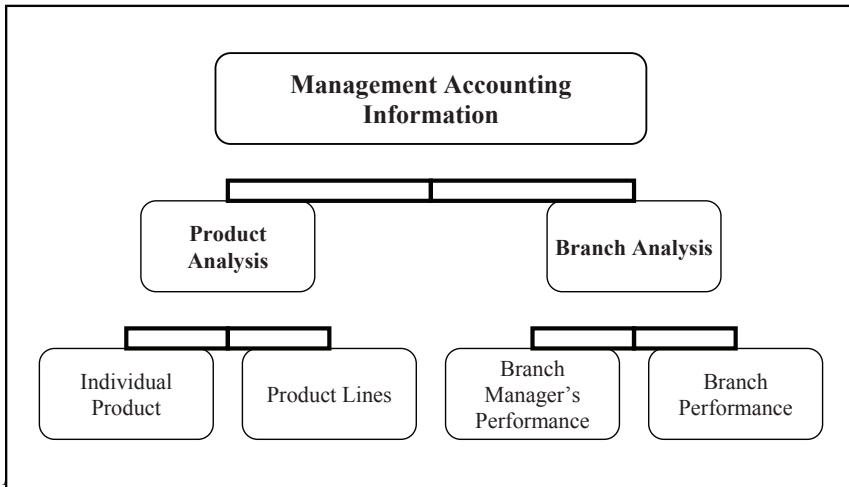 Management Accounting
Information
Product
Analysis
Branch Analysis
Individual
Product
Product Lines
Branch
Manager’s
Performance
Branch
Performance